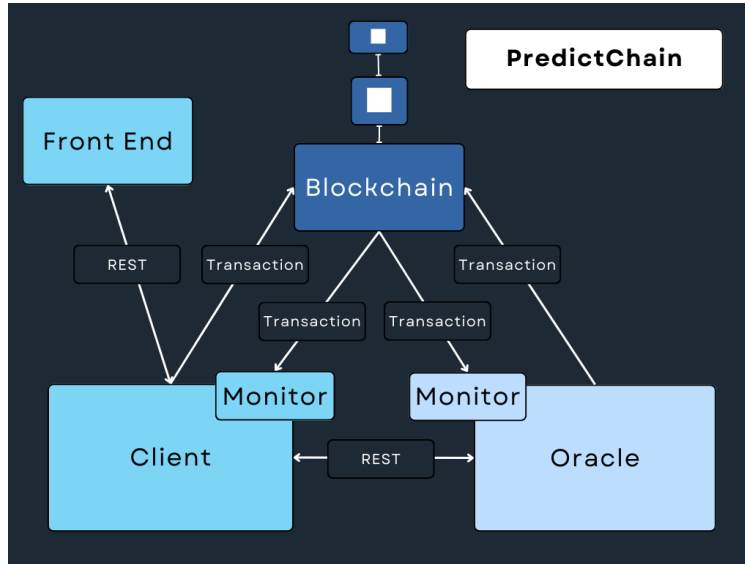 PredictChain
Front End
Blockchain
REST
Transaction
Transaction
Transaction
Transaction
Monitor
Monitor
Client
REST
Oracle